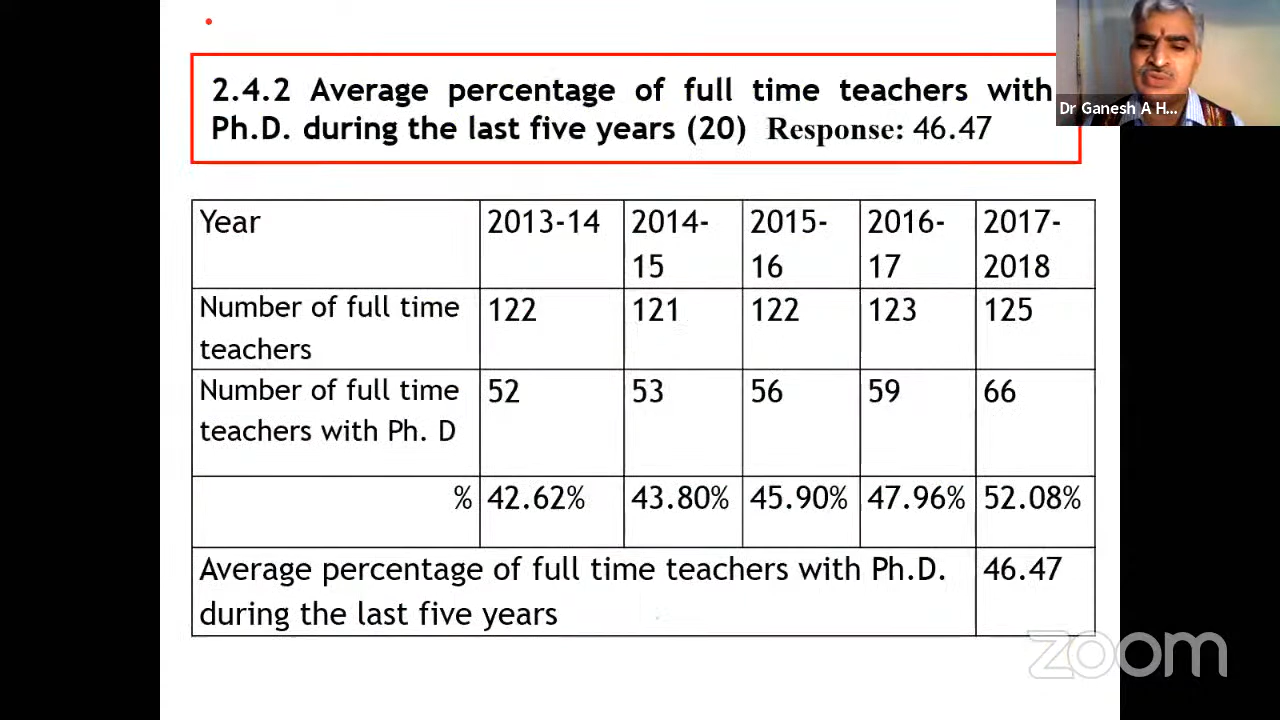 2.4.2 Average percentage of full time teachers with
Ph.D. during the last five years (20) Response: 46.47
Dr Ganesh A H...
Year 2013-14 2014- 2015- 2016- 2017-
15 16 17 2018
Number of full time 122 121 122 123 125
teachers
Number of full time 52 53 56 59 66
teachers with Ph. D
% 42.62% 43.80% 45.90% 47.96% 52.08%
Average percentage of full time teachers with Ph.D. 46.47
during the last five years
zoom